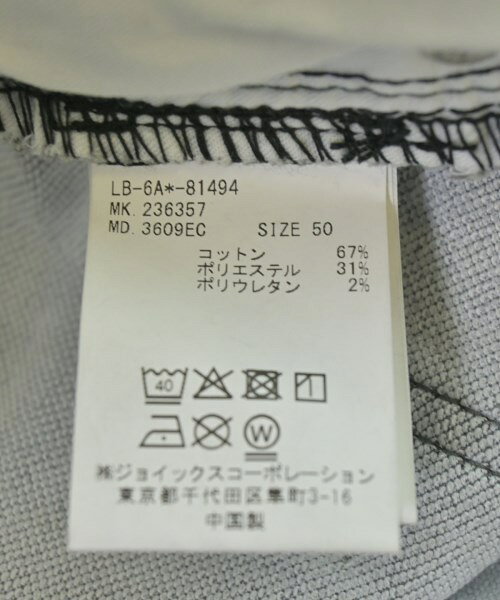 LB-6A*-81494
MK. 236357
MD. 3609EC SIZE 50
コットン 67%
ポリエステル 31%
ポリウレタン 2%
40
W
㈱ジョイックスコーポレーション
東京都千代田区隼町3-16
中国製